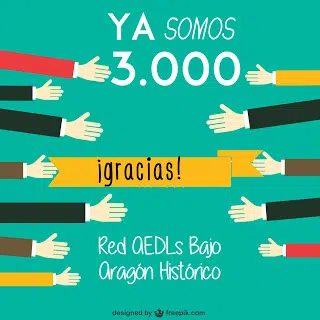 YA SOMOS
3.000
¡gracias!
Red AEDLs Bajo
Aragón Histórico
designed by freepik.com